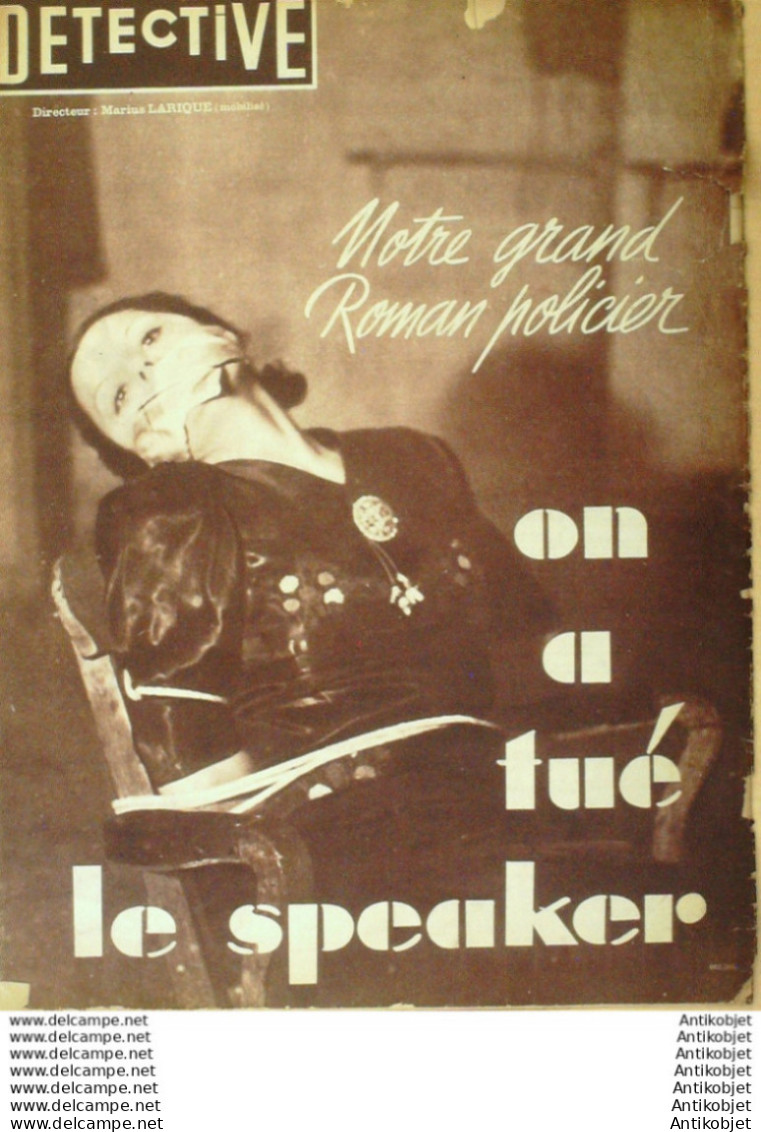 DETECTIVE
Directeur : Marius LARIQUE (mobilisé)
Notre grand
Roman policier
on
a
tué
le speaker
www.delcampe.net Antikobjet
www.delcampe.net Antikobjet
www.delcampe.net Antikobjet
www.delcampe.net Antikobjet
www.delcampe.net Antikobjet
www.delcampe.net Antikobjet
www.delcampe.net Antikobjet